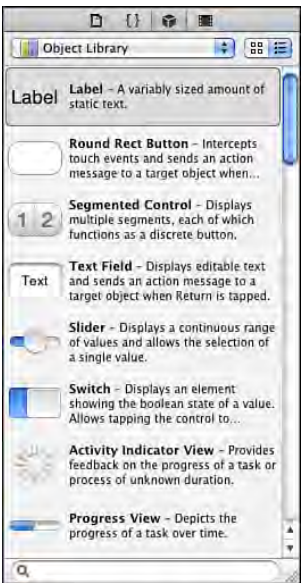 {}
Object Library
Label
Label – A variably sized amount of
static text.
Round Rect Button – Intercepts
touch events and sends an action
message to a target object when...
1 2
Segmented Control – Displays
multiple segments, each of which
functions as a discrete button.
Text
Text Field – Displays editable text
and sends an action message to a
target object when Return is tapped.
Slider – Displays a continuous range
of values and allows the selection of
a single value.
Switch – Displays an element
showing the boolean state of a value.
Allows tapping the control to...
Activity Indicator View – Provides
feedback on the progress of a task or
process of unknown duration.
Progress View – Depicts the
progress of a task over time.